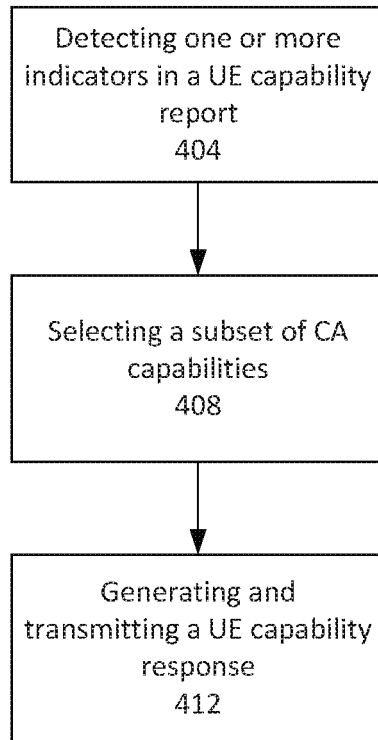 Detecting one or more
indicators in a UE capability
report
404
Selecting a subset of CA
capabilities
408
Generating and
transmitting a UE capability
response
412